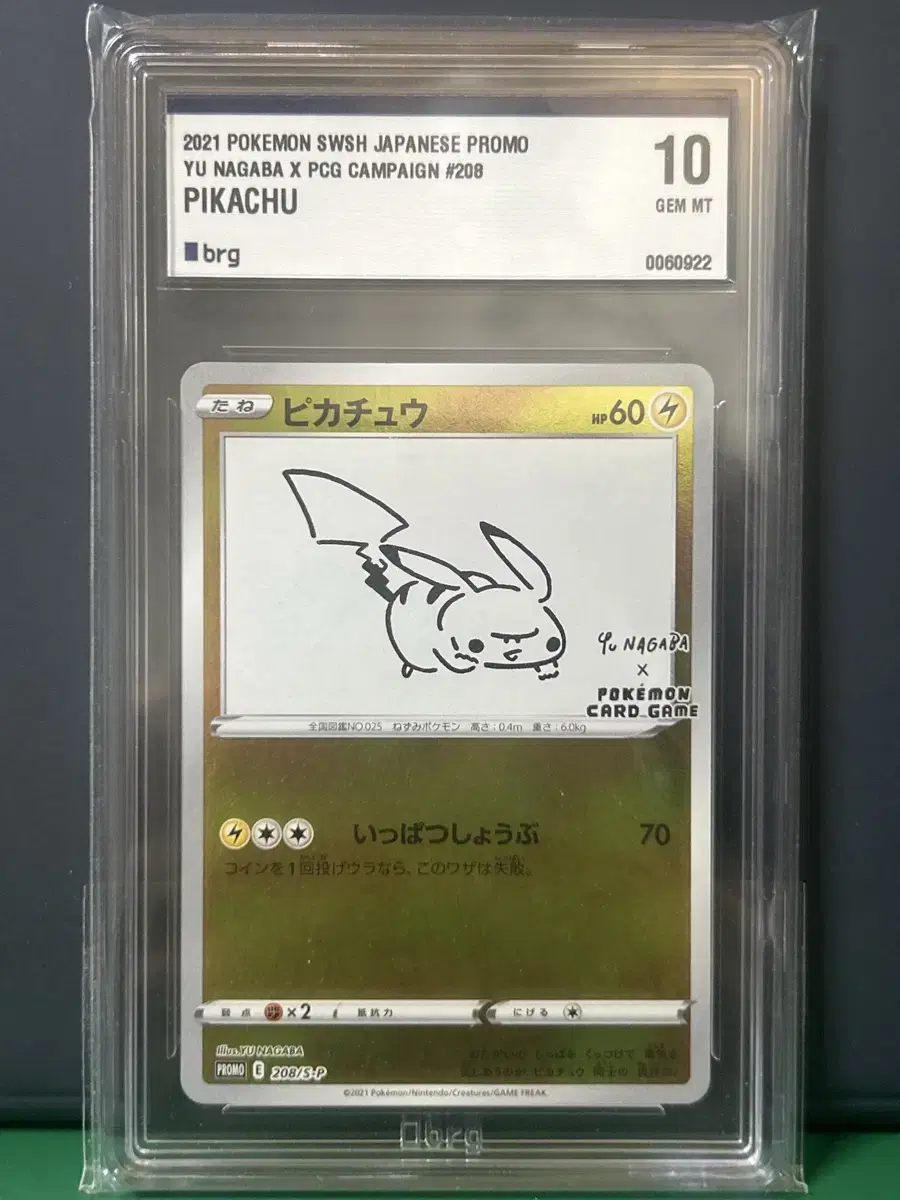 2021 POKEMON SWSH JAPANESE PROMO
YU NAGABA X PCG CAMPAIGN #208
PIKACHU
10
GEM MT
brg
0060922
たね ピカチュウ HP60
YU NAGABA
X
POKÉMON
CARD GAME
全国図鑑NO.025 ねずみポケモン 高さ:0.4m 重さ:6.0kg
いっぱつしょうぶ 70
コインを1回投げウラなら、このワザは失敗。
弱点 ×2 抵抗力 にげる
Illus.YU NAGABA
PROMO E 208/S-P
©2021 Pokémon/Nintendo/Creatures/GAME FREAK
brg